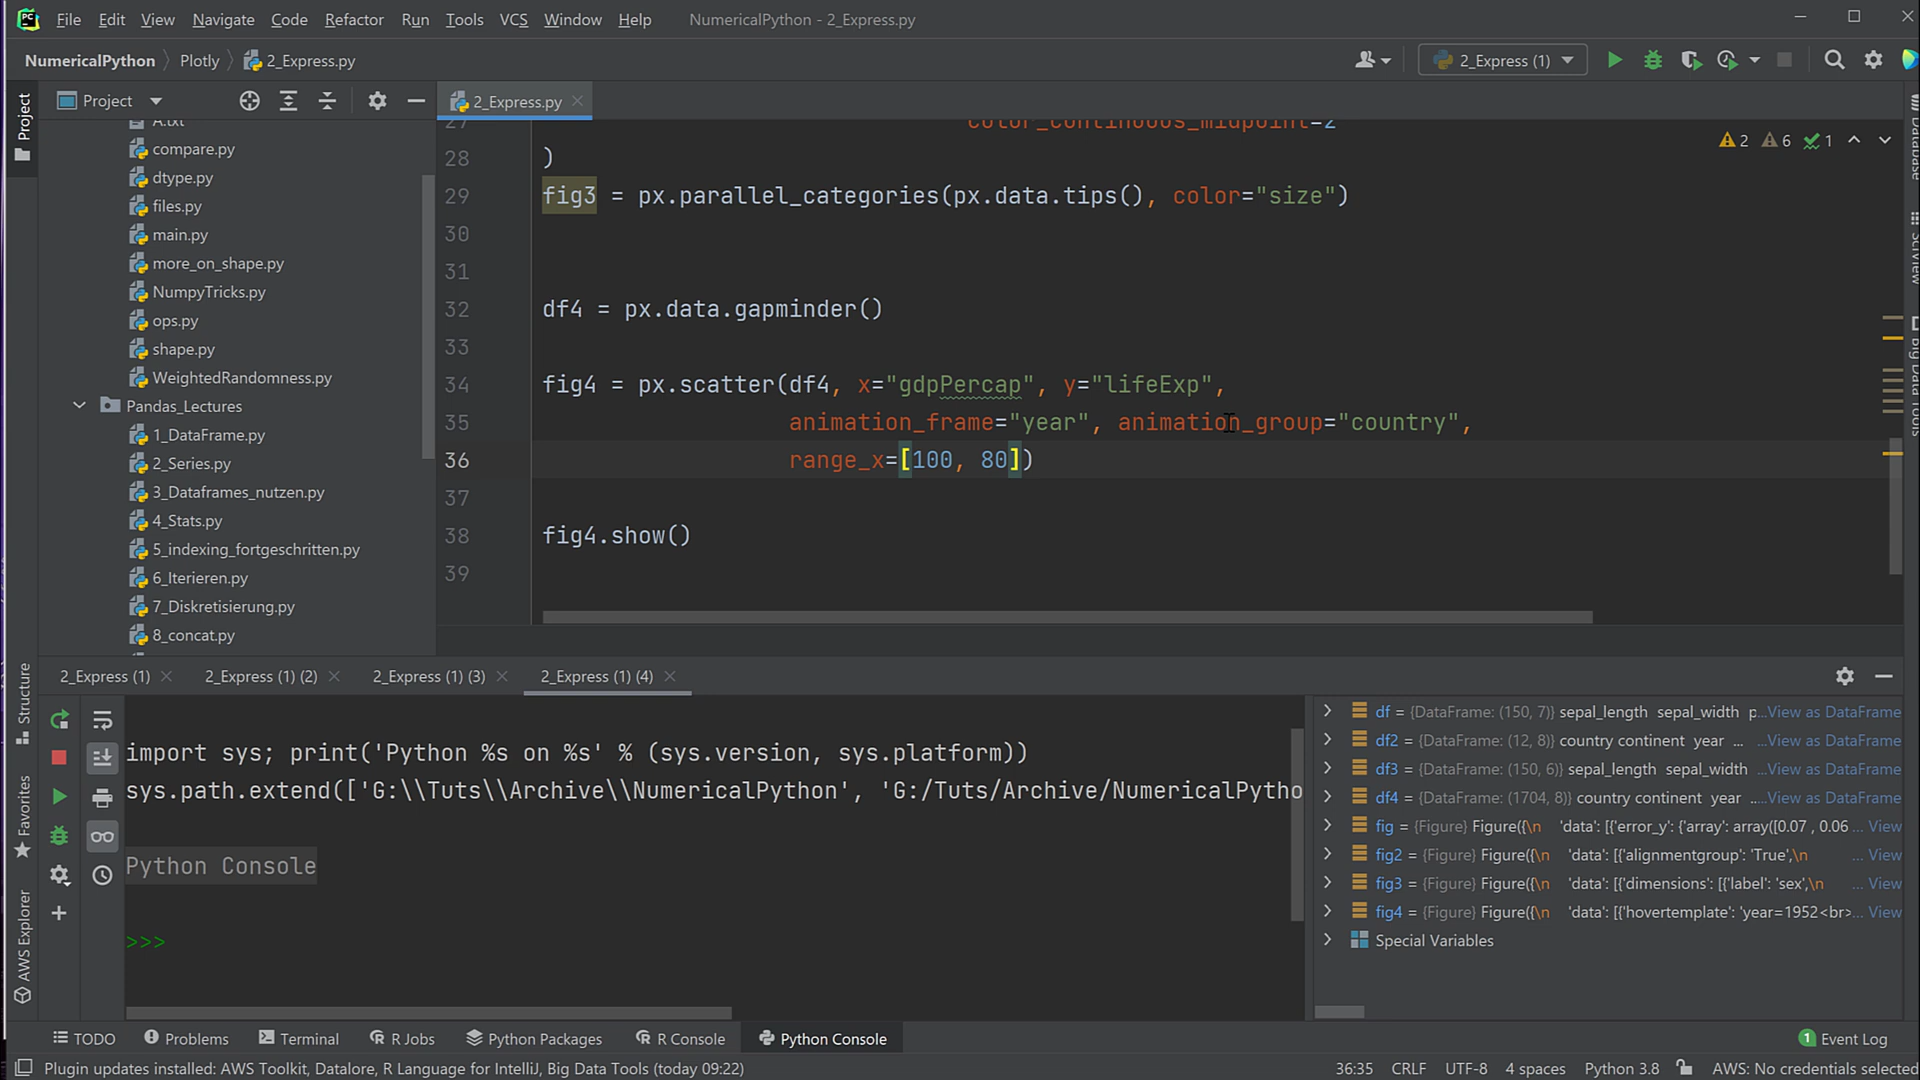 File Edit View Navigate Code Refactor Run Tools VCS Window Help NumericalPython - 2_Express.py
NumericalPython Plotly 2_Express.py 2_Express (1)
Project 2_Express.py
Project
A.txt
compare.py
dtype.py
files.py
main.py
more_on_shape.py
NumpyTricks.py
ops.py
shape.py
WeightedRandomness.py
Pandas_Lectures
1_DataFrame.py
2_Series.py
3_Dataframes_nutzen.py
4_Stats.py
5_indexing_fortgeschritten.py
6_Iterieren.py
7_Diskretisierung.py
8_concat.py
27 color_continuous_midpoint=2
2 6 1
28 )
29 fig3 = px.parallel_categories(px.data.tips(), color="size")
30
31
32 df4 = px.data.gapminder()
33
34 fig4 = px.scatter(df4, x="gdpPercap", y="lifeExp",
35 animation_frame="year", animation_group="country",
36 range_x=[100, 80])
37
38 fig4.show()
39
Database
SciView
Big Data Tools
2_Express (1) 2_Express (1) (2) 2_Express (1) (3) 2_Express (1) (4)
Structure
Favorites
AWS Explorer
import sys; print('Python %s on %s' % (sys.version, sys.platform))
sys.path.extend(['G:\\Tuts\\Archive\\NumericalPython', 'G:/Tuts/Archive/NumericalPytho
Python Console
>>>
df = {DataFrame: (150, 7)} sepal_length sepal_width p...View as DataFrame
df2 = {DataFrame: (12, 8)} country continent year ... ...View as DataFrame
df3 = {DataFrame: (150, 6)} sepal_length sepal_width ...View as DataFrame
df4 = {DataFrame: (1704, 8)} country continent year ...View as DataFrame
fig = {Figure} Figure({\n 'data': [{'error_y': {'array': array([0.07 , 0.06 ... View
fig2 = {Figure} Figure({\n 'data': [{'alignmentgroup': 'True',\n ... View
fig3 = {Figure} Figure({\n 'data': [{'dimensions': [{'label': 'sex',\n ... View
fig4 = {Figure} Figure({\n 'data': [{'hovertemplate': 'year=1952<br>... View
Special Variables
TODO Problems Terminal R Jobs Python Packages R Console Python Console 1 Event Log
Plugin updates installed: AWS Toolkit, Datalore, R Language for IntelliJ, Big Data Tools (today 09:22) 36:35 CRLF UTF-8 4 spaces Python 3.8 AWS: No credentials selected